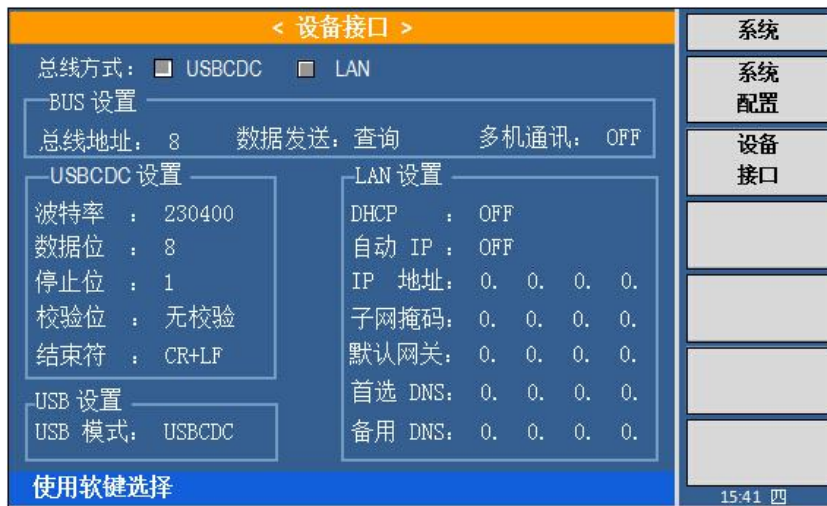 < 设备接口 >
总线方式: USBCDC LAN
BUS 设置
总线地址: 8 数据发送: 查询 多机通讯: OFF
USBCDC 设置
波特率 : 230400
数据位 : 8
停止位 : 1
校验位 : 无校验
结束符 : CR+LF
USB 设置
USB 模式: USBCDC
LAN 设置
DHCP : OFF
自动 IP : OFF
IP 地址: 0. 0. 0. 0.
子网掩码: 0. 0. 0. 0.
默认网关: 0. 0. 0. 0.
首选 DNS: 0. 0. 0. 0.
备用 DNS: 0. 0. 0. 0.
使用软键选择
系统
系统
配置
设备
接口
15:41 四